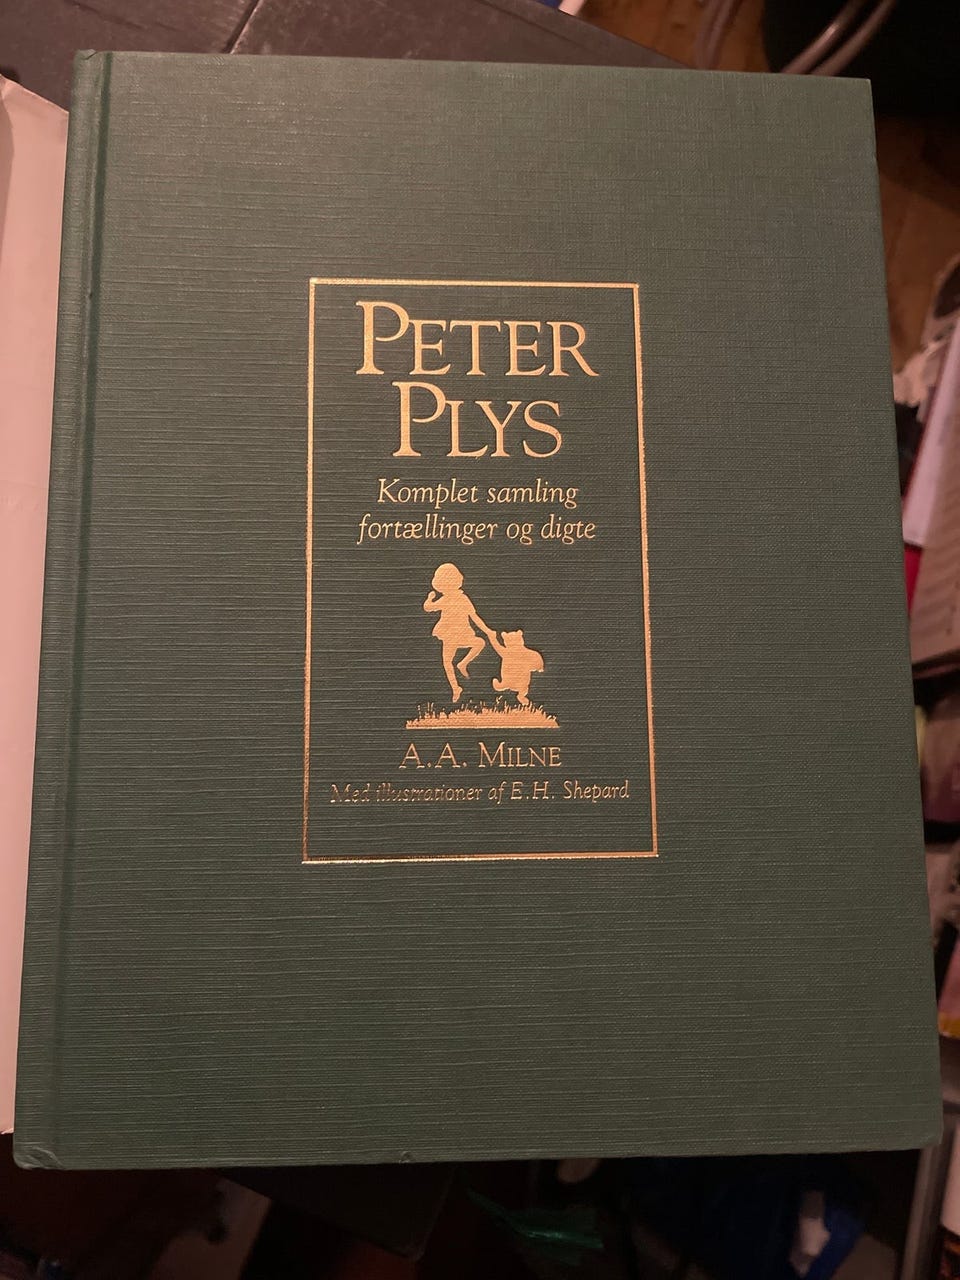 PETER
PLYS
Komplet samling
fortællinger og digte
A.A. MILNE
Med illustrationer af E.H. Shepard